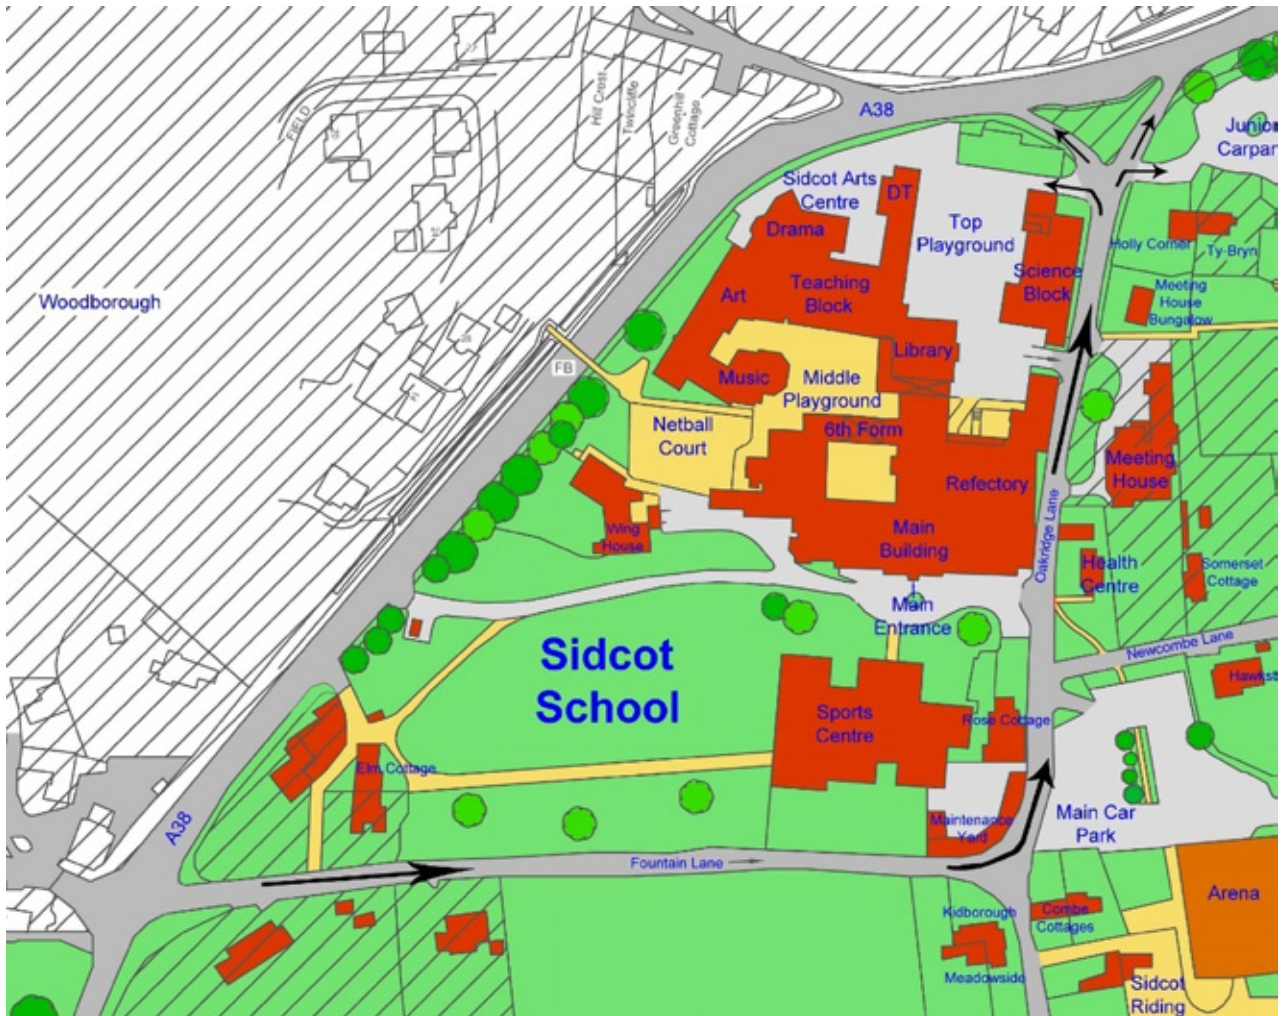 Hill Crost
Twincliffe
Greenhill
Cottage
FIELD
A38
Junior
Carpar
Sidcot Arts
Centre
DT
Drama
Top
Playground
Holly Corner
Ty-Bryn
Teaching
Block
Science
Block
Meeting
House
Bungalow
Woodborough
Art
Library
FB
Music
Middle
Playground
Netball
Court
6th Form
Meeting
House
Refectory
Wing
House
Main
Building
Oakridge Lane
Health
Centre
Somerset
Cottage
Main
Entrance
Newcombe Lane
Sidcot
School
Hawkst
Sports
Centre
Rose Cottage
Elm Cottage
A38
Maintenance
Yard
Main Car
Park
Fountain Lane
Arena
Kidborough
Combe
Cottages
Meadowside
Sidcot
Riding